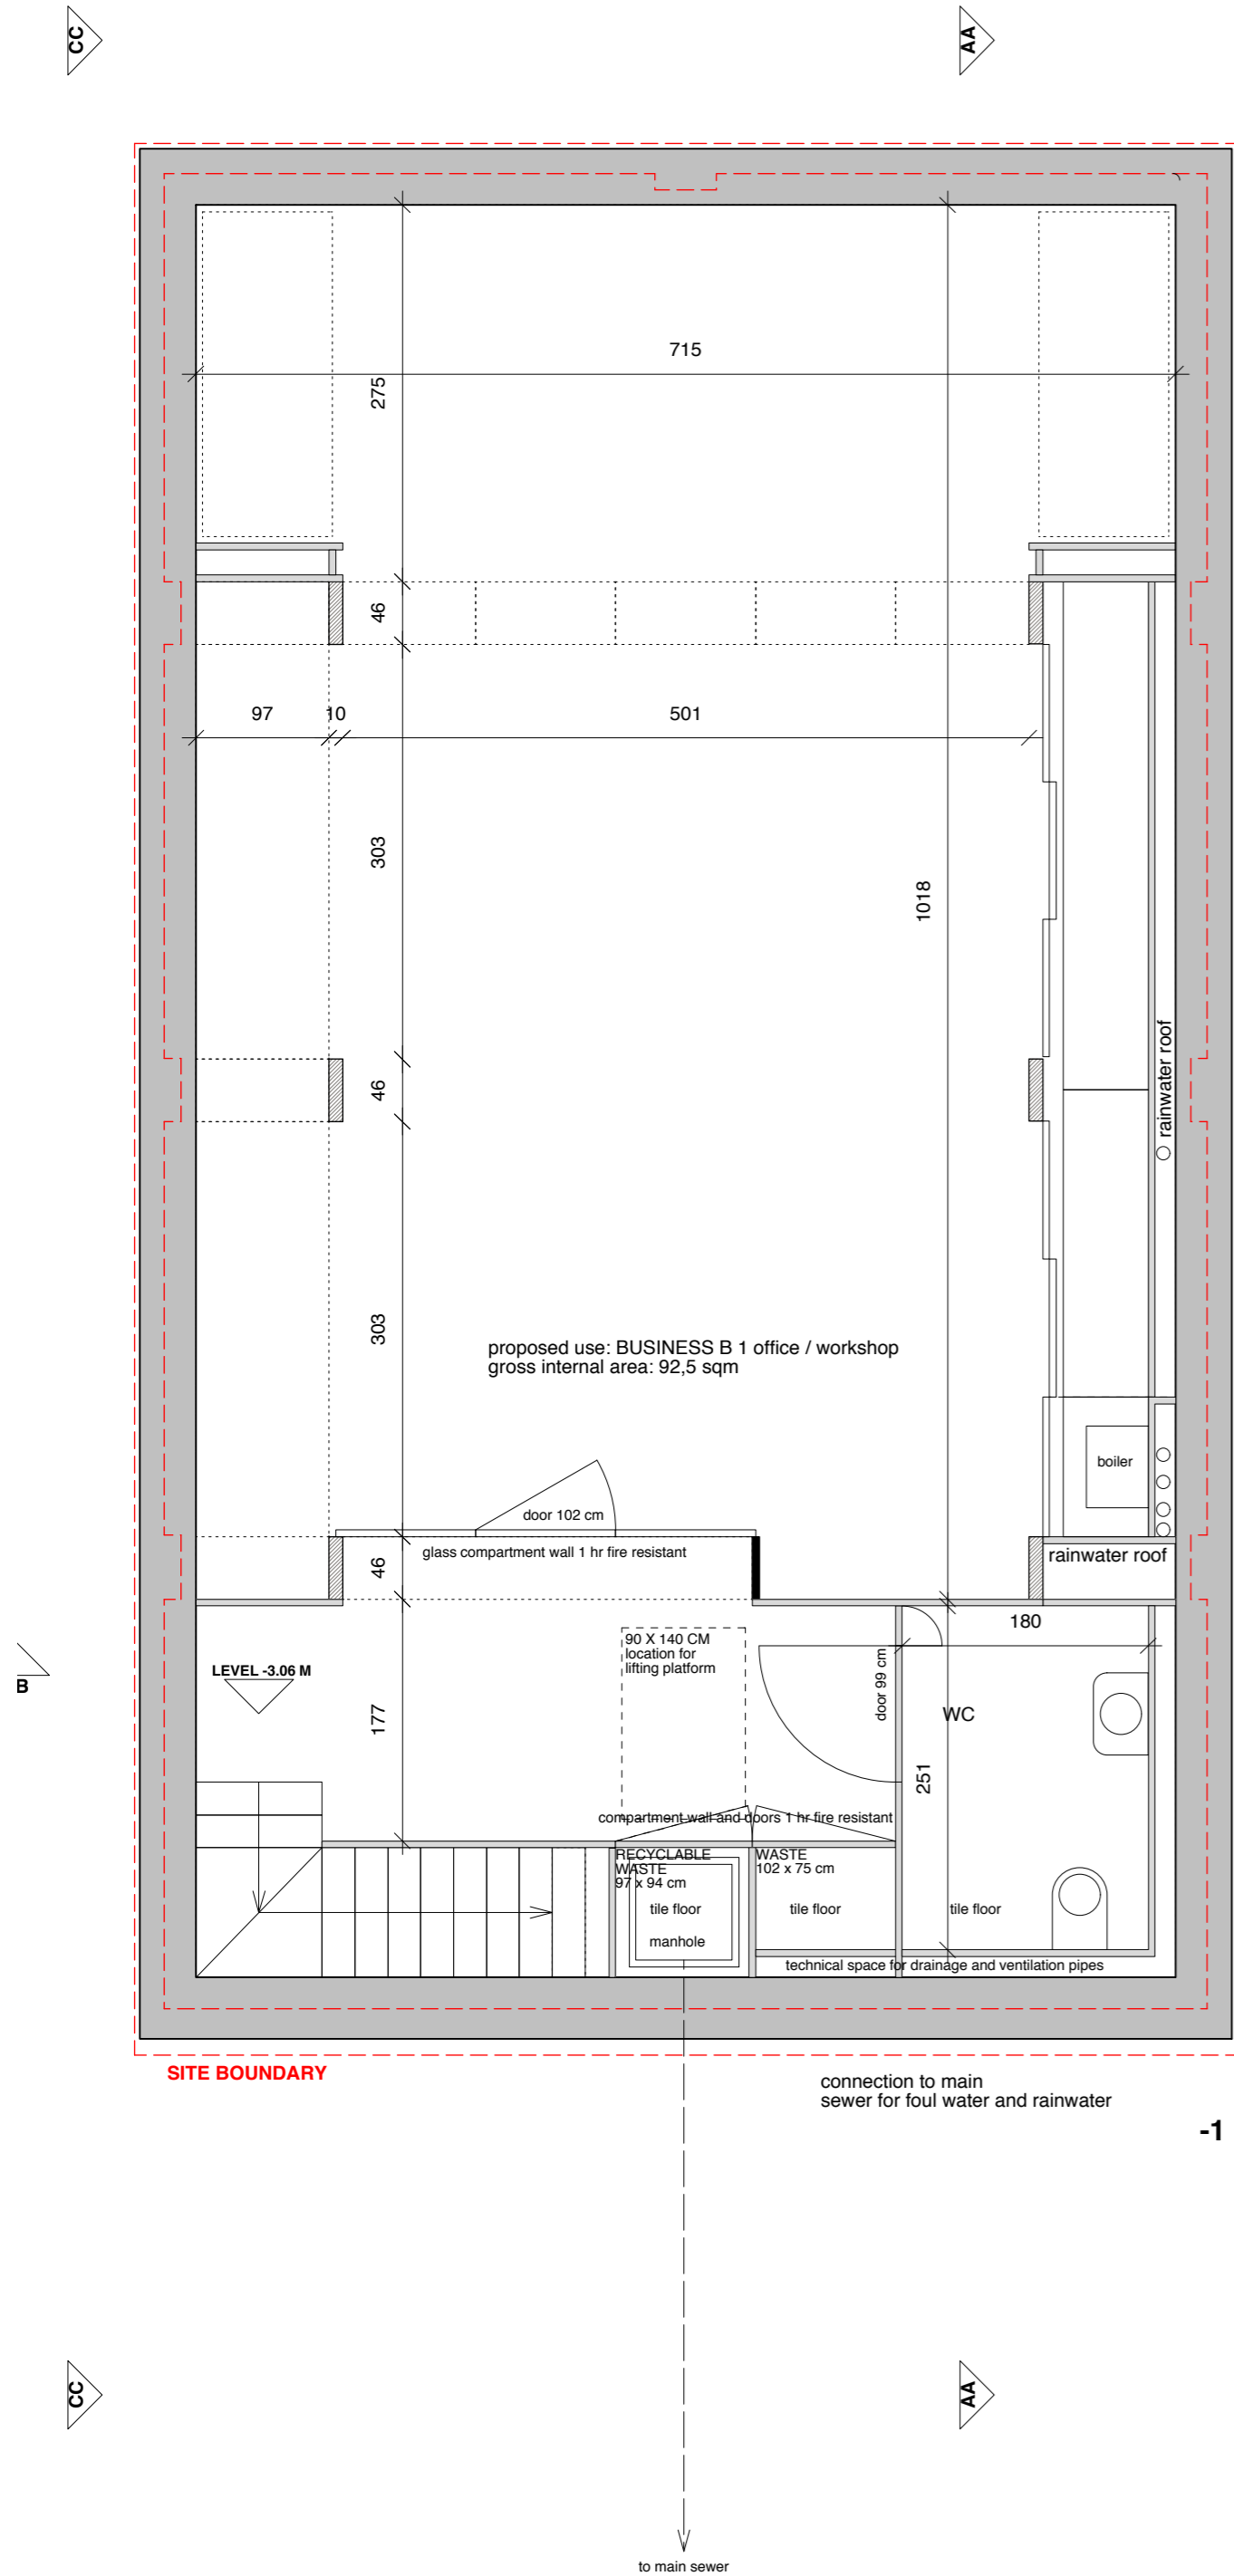 CC
AA
715
275
46
97
10
501
303
1018
rainwater roof
46
303
proposed use: BUSINESS B 1 office / workshop
gross internal area: 92,5 sqm
boiler
door 102 cm
glass compartment wall 1 hr fire resistant
46
rainwater roof
180
90 X 140 CM
location for
lifting platform
door 99 cm
B
LEVEL -3.06 M
177
WC
251
compartment wall and doors 1 hr fire resistant
RECYCLABLE
WASTE
97 x 94 cm
WASTE
102 x 75 cm
tile floor
tile floor
tile floor
manhole
technical space for drainage and ventilation pipes
SITE BOUNDARY
connection to main
sewer for foul water and rainwater
-1
CC
AA
to main sewer